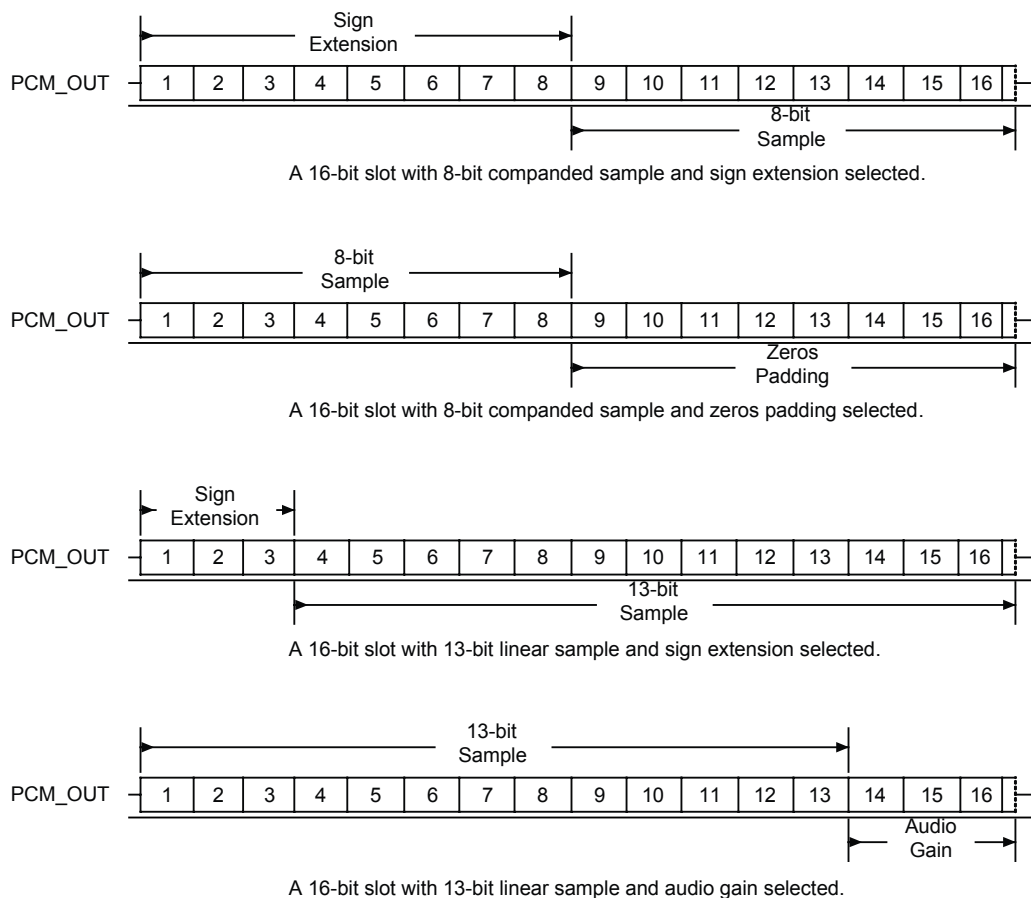 Sign
Extension
PCM_OUT 1 2 3 4 5 6 7 8 9 10 11 12 13 14 15 16
8-bit
Sample
A 16-bit slot with 8-bit companded sample and sign extension selected.
8-bit
Sample
PCM_OUT 1 2 3 4 5 6 7 8 9 10 11 12 13 14 15 16
Zeros
Padding
A 16-bit slot with 8-bit companded sample and zeros padding selected.
Sign
Extension
PCM_OUT 1 2 3 4 5 6 7 8 9 10 11 12 13 14 15 16
13-bit
Sample
A 16-bit slot with 13-bit linear sample and sign extension selected.
13-bit
Sample
PCM_OUT 1 2 3 4 5 6 7 8 9 10 11 12 13 14 15 16
Audio
Gain
A 16-bit slot with 13-bit linear sample and audio gain selected.